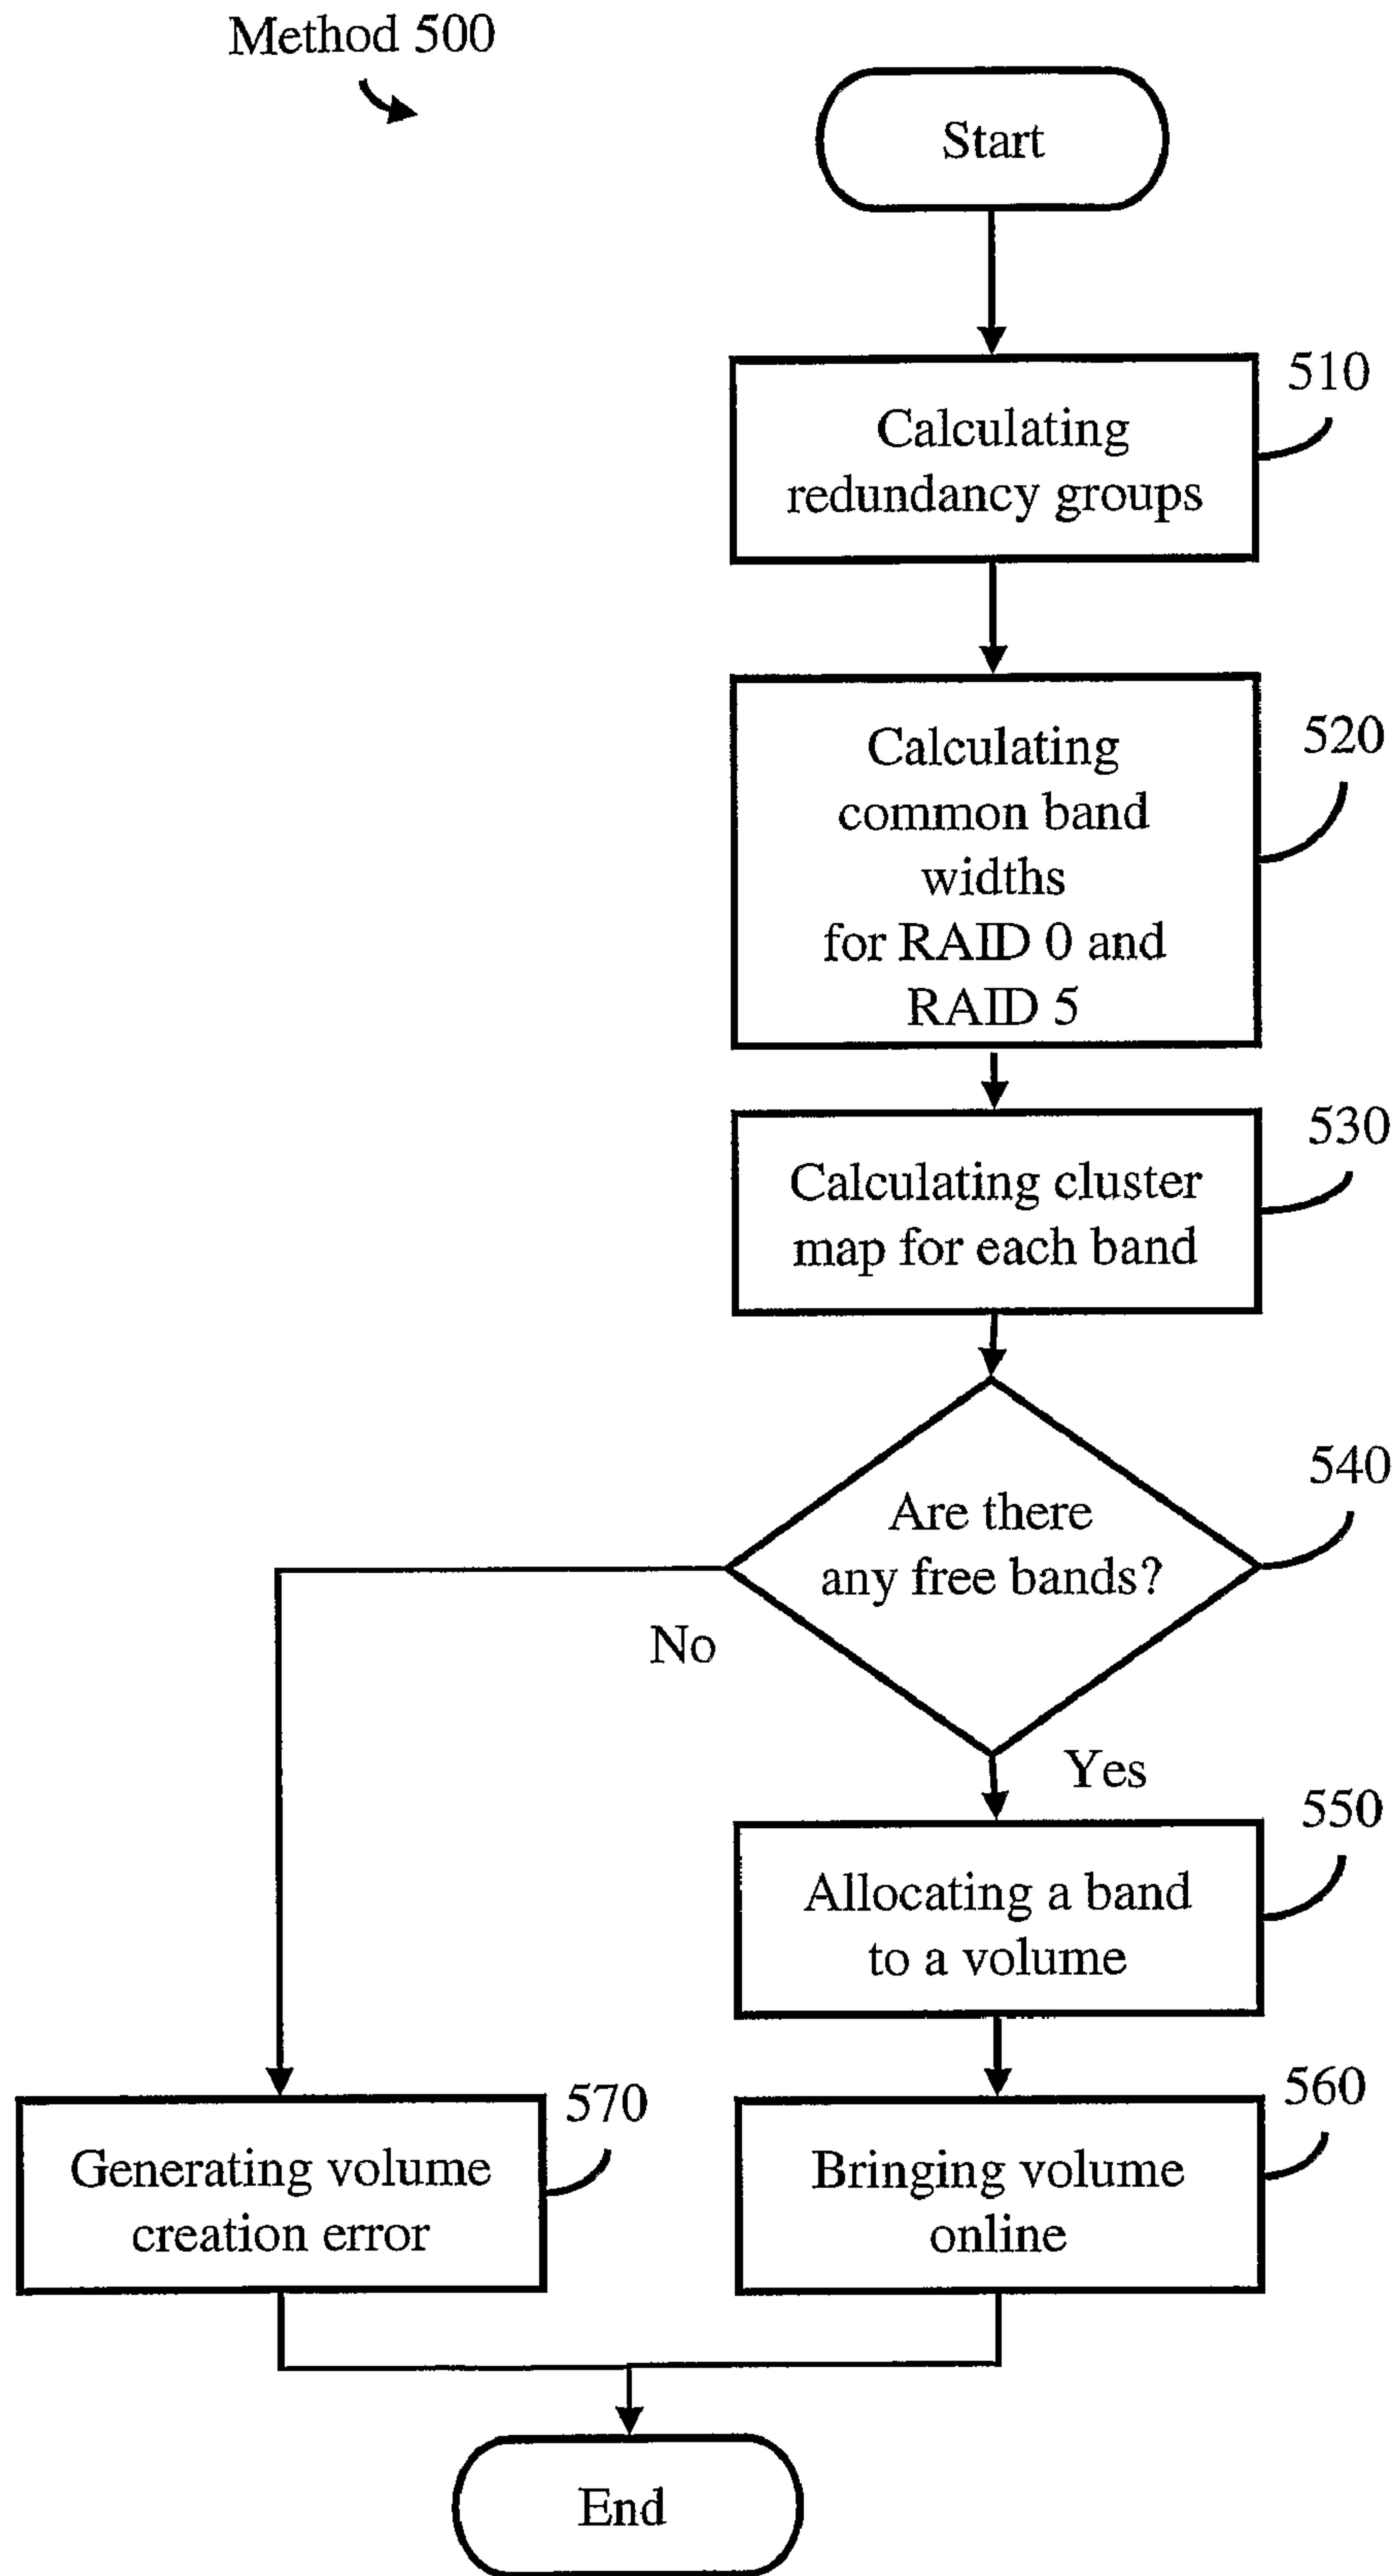 Method 500
Start
510
Calculating
redundancy groups
520
Calculating
common band
widths
for RAID 0 and
RAID 5
530
Calculating cluster
map for each band
540
Are there
any free bands?
No
Yes
550
Allocating a band
to a volume
570
Generating volume
creation error
560
Bringing volume
online
End